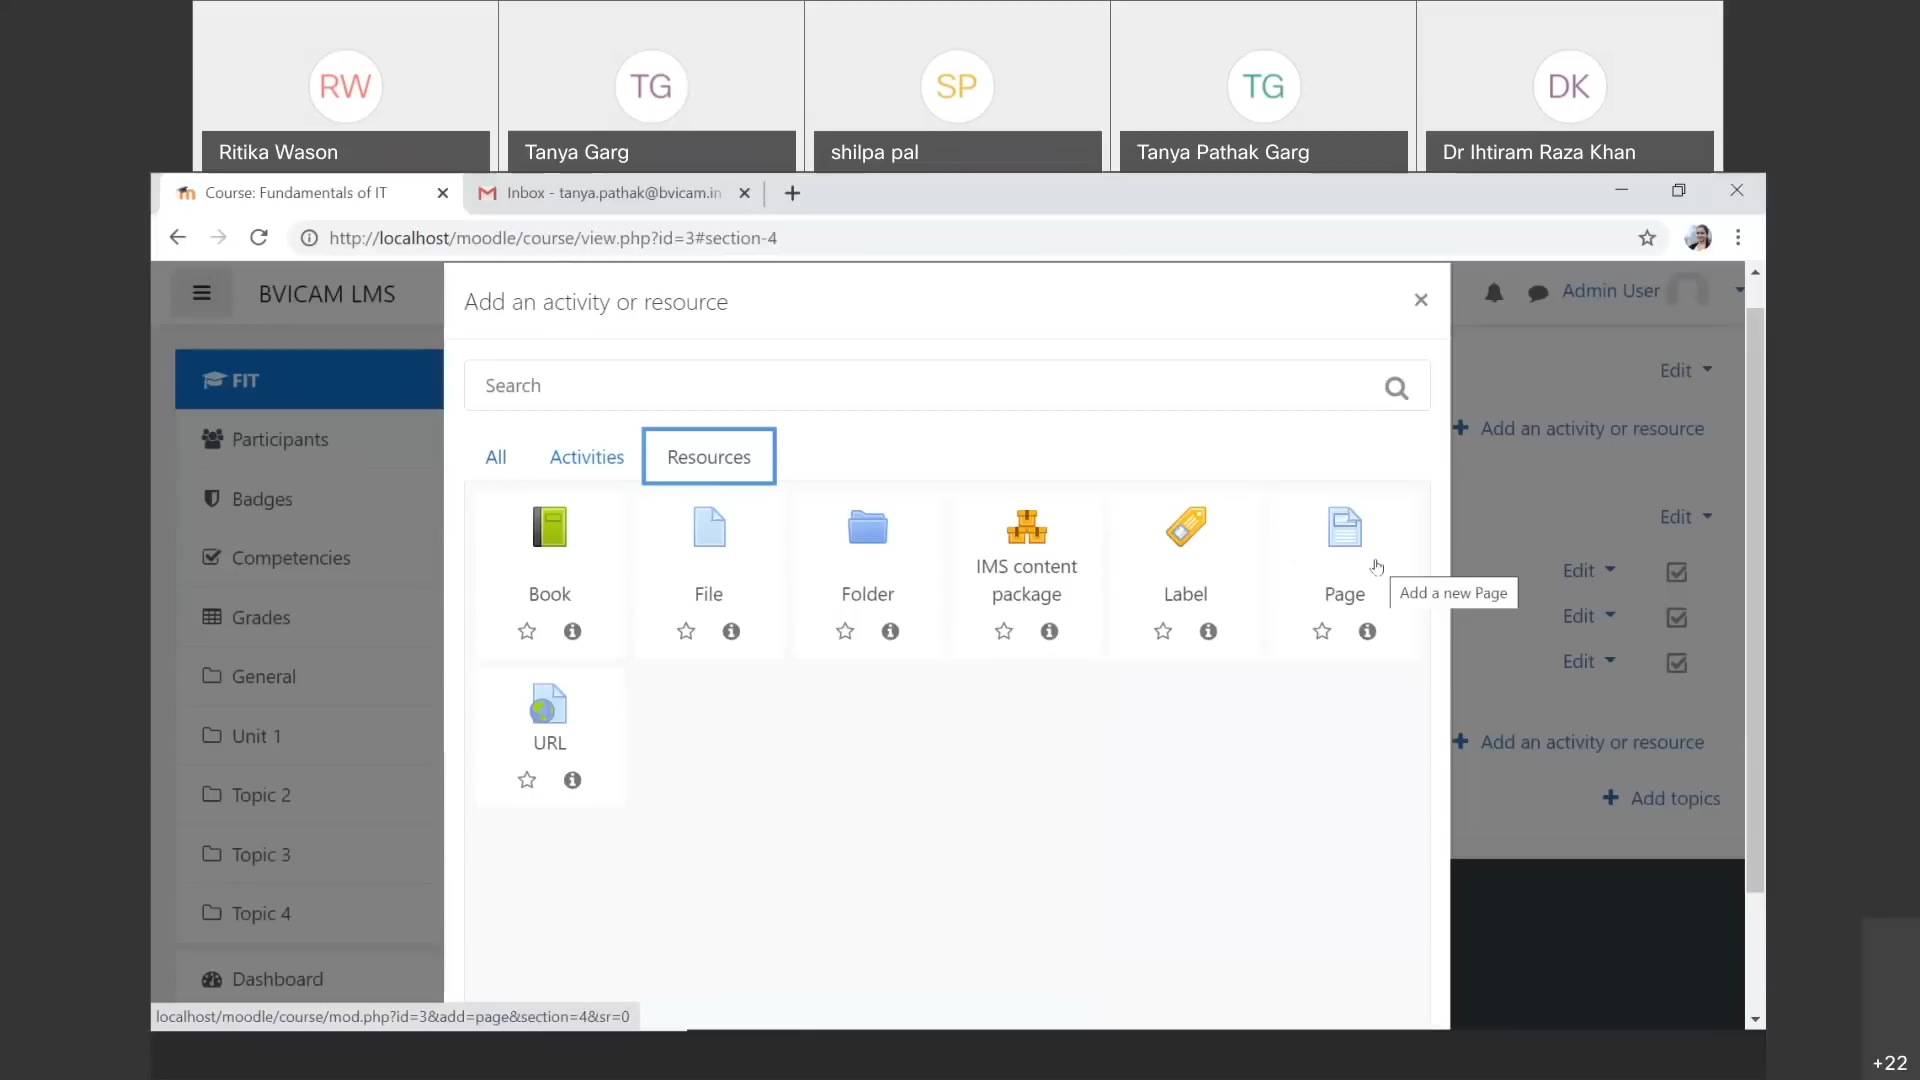 RW
TG
SP
TG
DK
Ritika Wason
Tanya Garg
shilpa pal
Tanya Pathak Garg
Dr Ihtiram Raza Khan
Course: Fundamentals of IT
Inbox - tanya.pathak@bvicam.in
http://localhost/moodle/course/view.php?id=3#section-4
BVICAM LMS
Admin User
Add an activity or resource
Search
All
Activities
Resources
Book
File
Folder
IMS content
package
Label
Page
Add a new Page
URL
FIT
Participants
Badges
Competencies
Grades
General
Unit 1
Topic 2
Topic 3
Topic 4
Dashboard
Edit
Add an activity or resource
Edit
Edit
Edit
Edit
Add an activity or resource
Add topics
localhost/moodle/course/mod.php?id=3&add=page&section=4&sr=0
+22